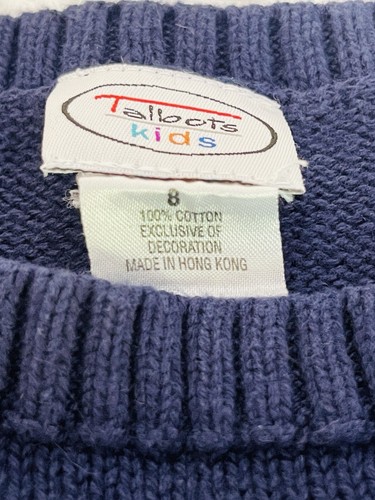 Talbots
kids
8
100% COTTON
EXCLUSIVE OF
DECORATION
MADE IN HONG KONG